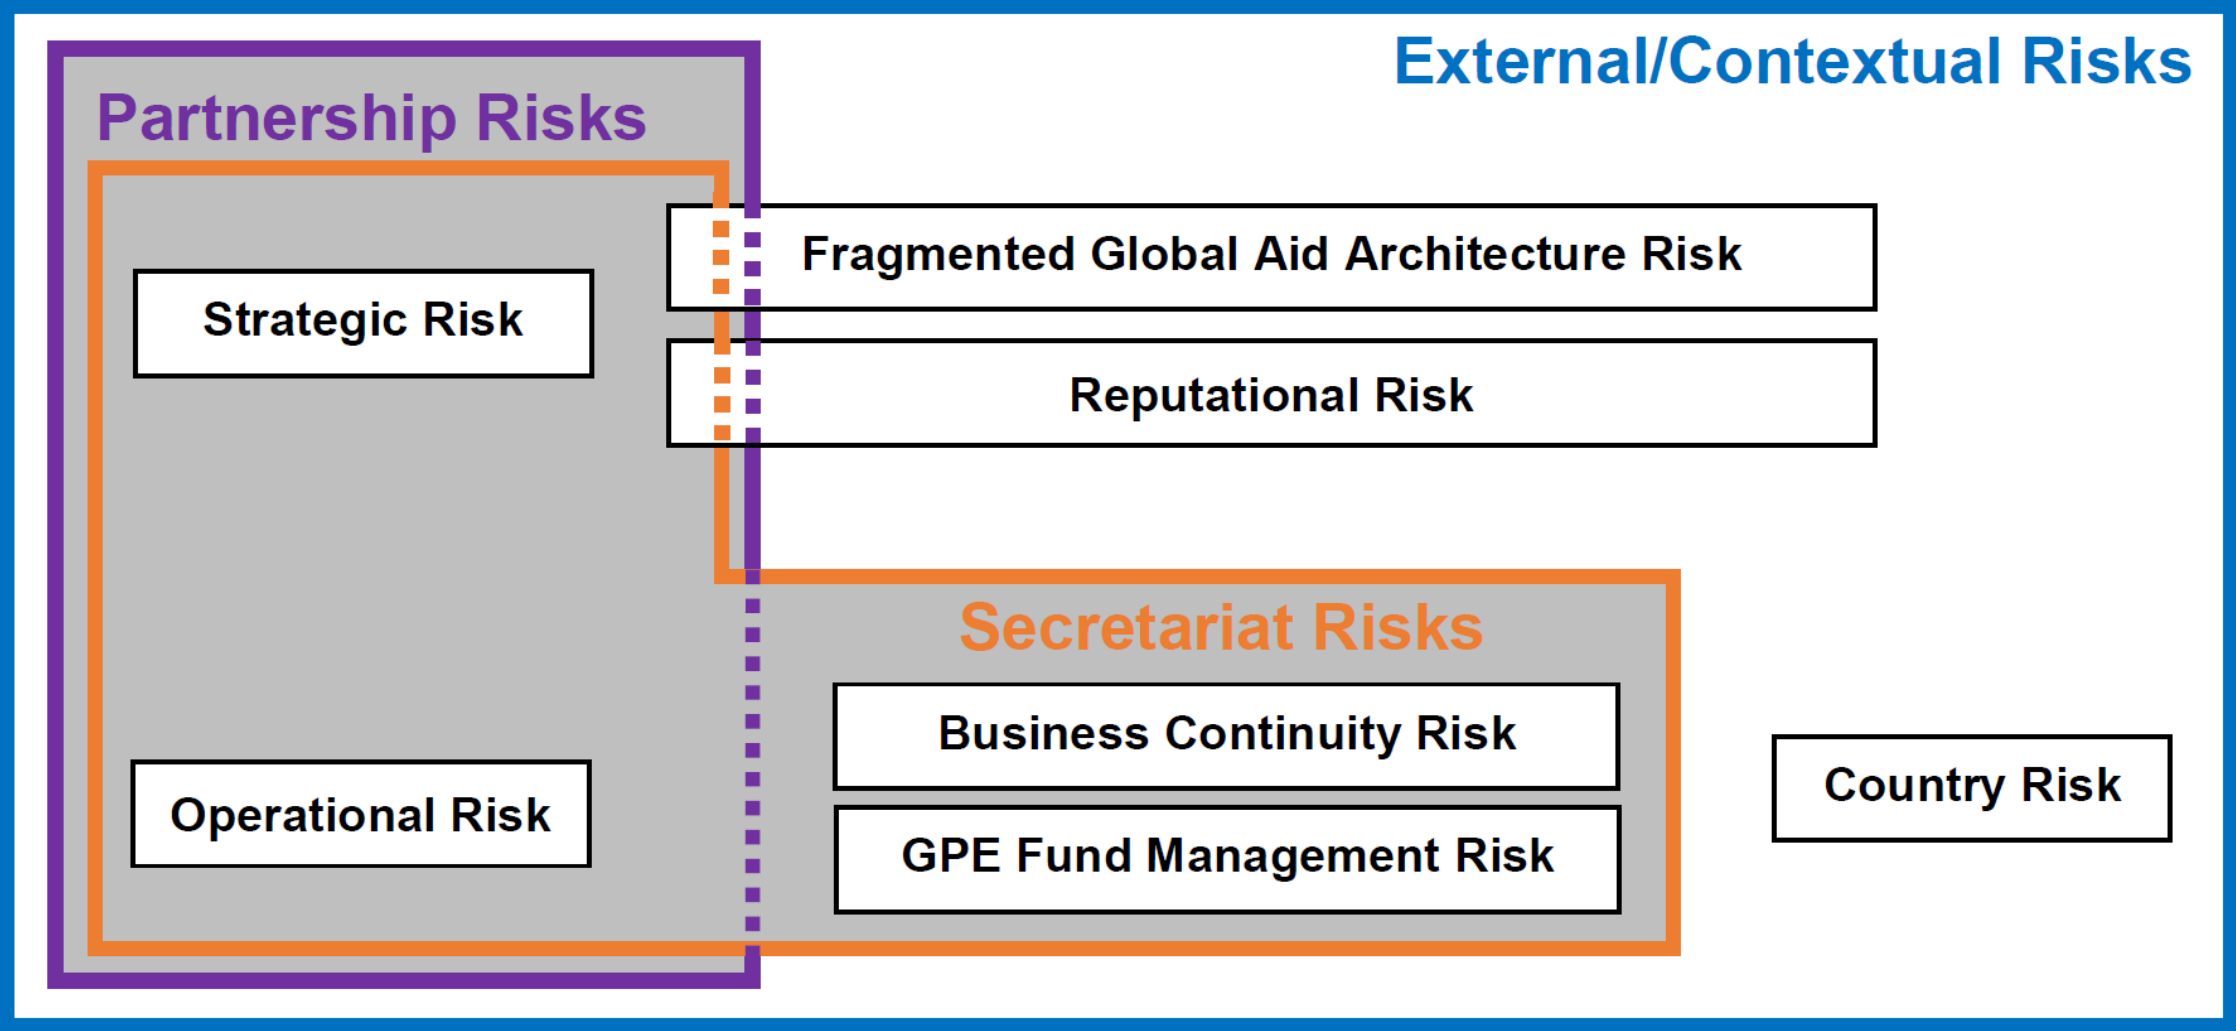 External/Contextual Risks
Partnership Risks
Fragmented Global Aid Architecture Risk
Strategic Risk
Reputational Risk
Secretariat Risks
Business Continuity Risk
Country Risk
Operational Risk
GPE Fund Management Risk